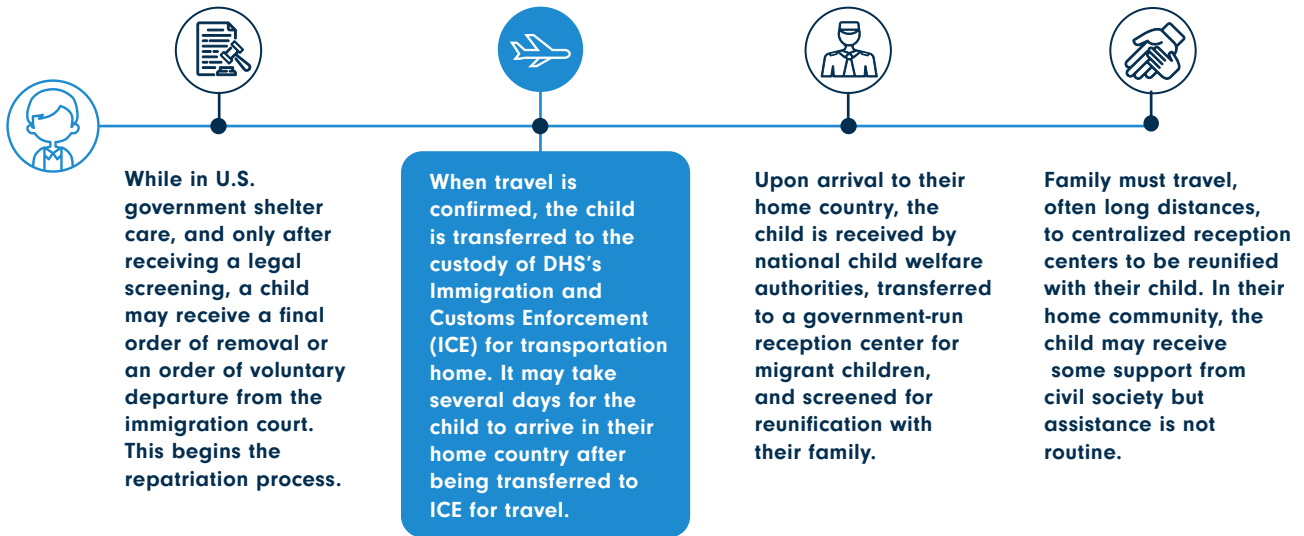 While in U.S.
government shelter
care, and only after
receiving a legal
screening, a child
may receive a final
order of removal or
an order of voluntary
departure from the
immigration court.
This begins the
repatriation process.
When travel is
confirmed, the child
is transferred to the
custody of DHS's
Immigration and
Customs Enforcement
(ICE) for transportation
home. It may take
several days for the
child to arrive in their
home country after
being transferred to
ICE for travel.
Upon arrival to their
home country, the
child is received by
national child welfare
authorities, transferred
to a government-run
reception center for
migrant children,
and screened for
reunification with
their family.
Family must travel,
often long distances,
to centralized reception
centers to be reunified
with their child. In their
home community, the
child may receive
some support from
civil society but
assistance is not
routine.